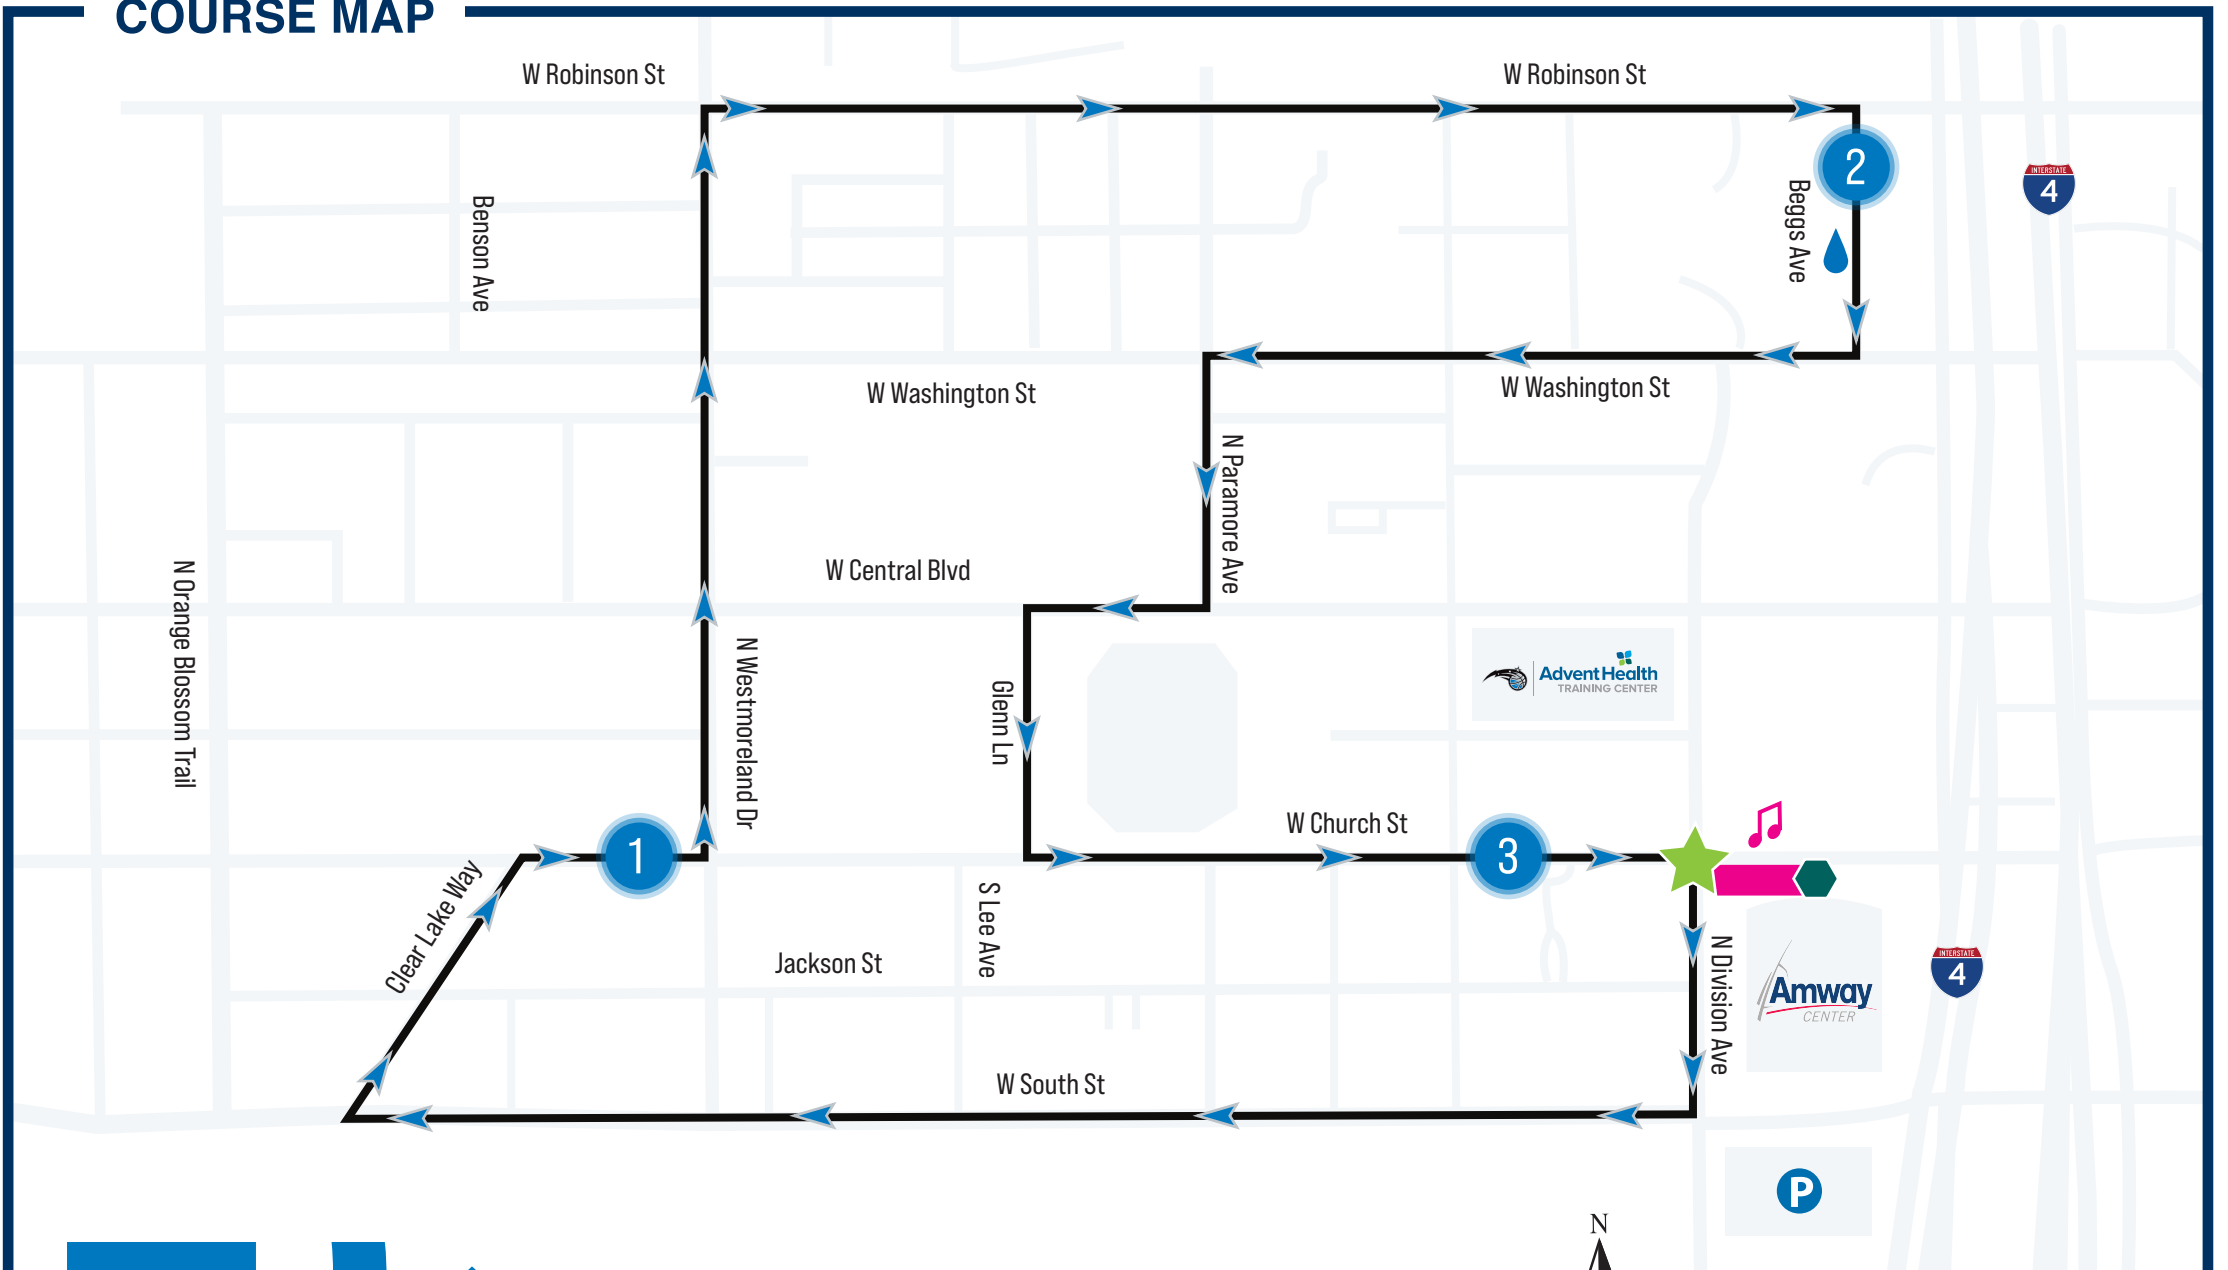 COURSE MAP
W Robinson St
W Robinson St
2
INTERSTATE
4
Beggs Ave
Benson Ave
W Washington St
W Washington St
N Paramore Ave
W Central Blvd
N Orange Blossom Trail
N Westmoreland Dr
Glenn Ln
AdventHealth
TRAINING CENTER
W Church St
1
3
Clear Lake Way
S Lee Ave
Jackson St
N Division Ave
INTERSTATE
4
Amway
CENTER
W South St
P
N